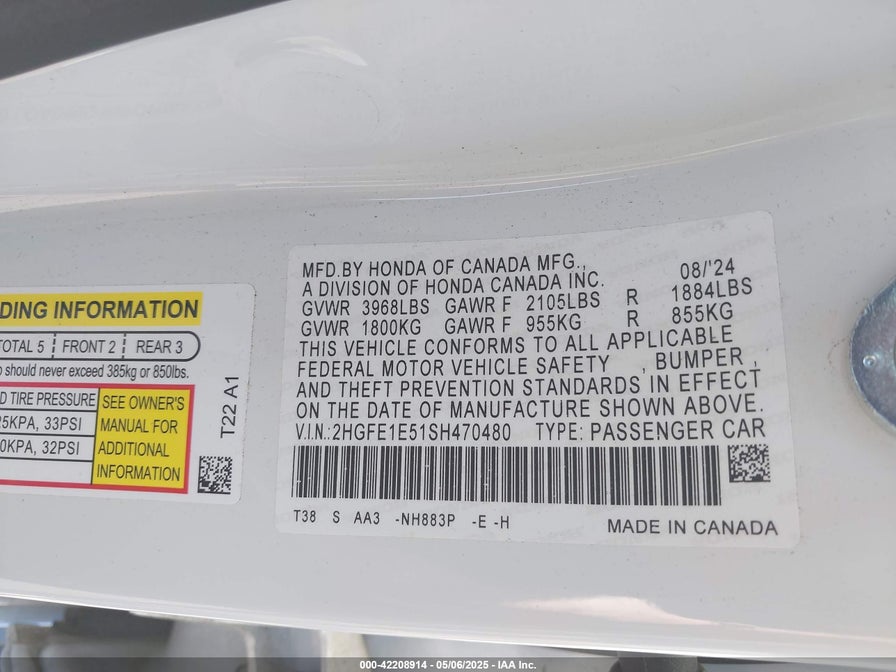 DING INFORMATION
TOTAL 5 FRONT 2 REAR 3
should never exceed 385kg or 850lbs.
TIRE PRESSURE
5KPA, 33PSI
0KPA, 32PSI
SEE OWNER'S
MANUAL FOR
ADDITIONAL
INFORMATION
T22 A1
MFD.BY HONDA OF CANADA MFG., 08/'24
A DIVISION OF HONDA CANADA INC.
GVWR 3968LBS GAWR F 2105LBS R 1884LBS
GVWR 1800KG GAWR F 955KG R 855KG
THIS VEHICLE CONFORMS TO ALL APPLICABLE
FEDERAL MOTOR VEHICLE SAFETY , BUMPER ,
AND THEFT PREVENTION STANDARDS IN EFFECT
ON THE DATE OF MANUFACTURE SHOWN ABOVE.
V.I.N.:2HGFE1E51SH470480 TYPE: PASSENGER CAR
T38 S AA3 -NH883P -E -H
MADE IN CANADA
000-42208914 - 05/06/2025 - IAA Inc.